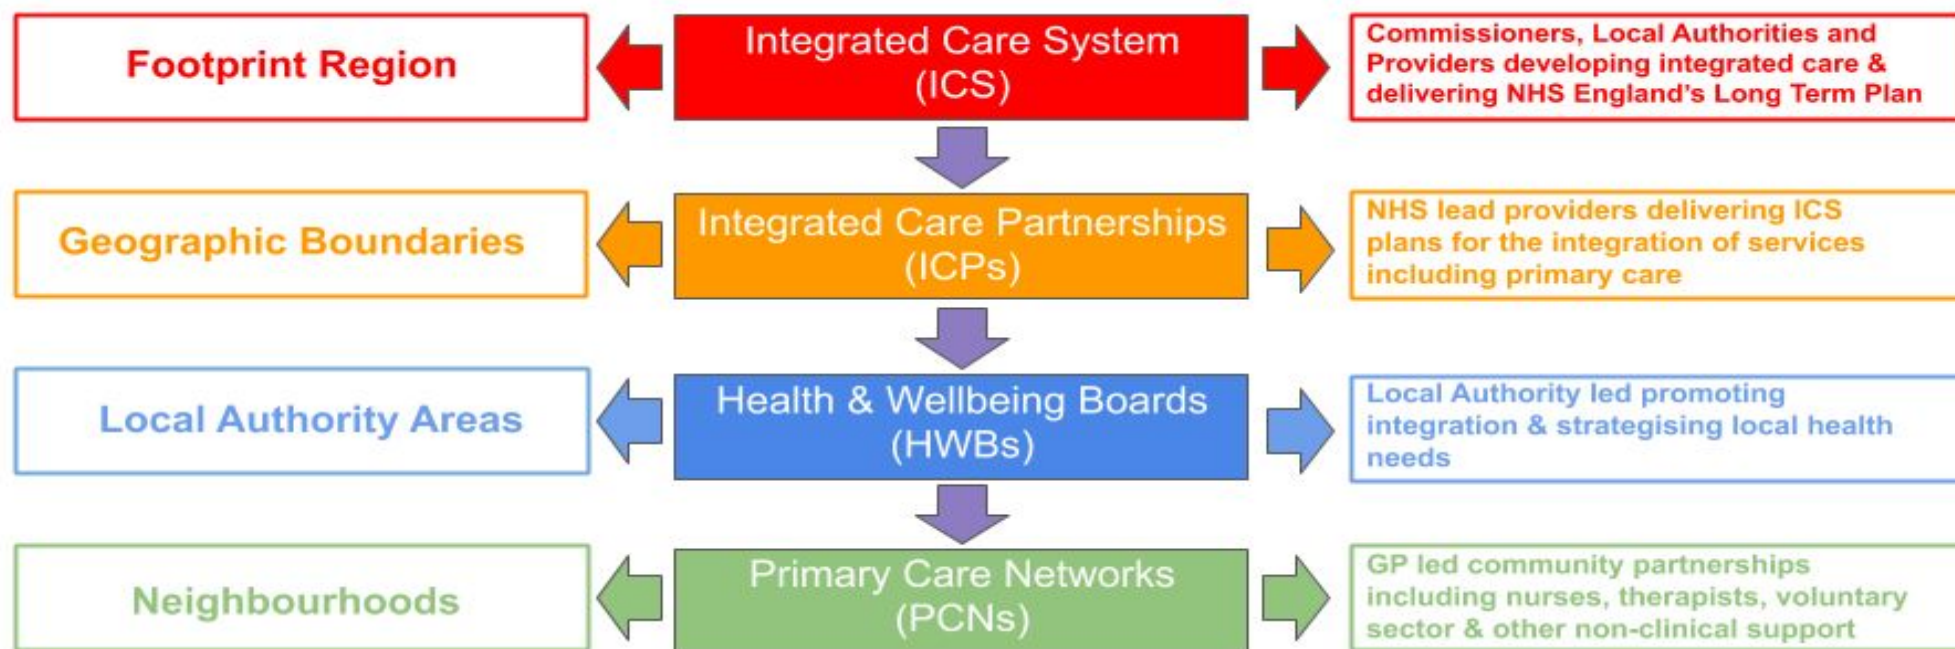 Footprint Region
Integrated Care System
(ICS)
Commissioners, Local Authorities and
Providers developing integrated care &
delivering NHS England's Long Term Plan
Geographic Boundaries
Integrated Care Partnerships
(ICPs)
NHS lead providers delivering ICS
plans for the integration of services
including primary care
Local Authority Areas
Health & Wellbeing Boards
(HWBs)
Local Authority led promoting
integration & strategising local health
needs
Neighbourhoods
Primary Care Networks
(PCNs)
GP led community partnerships
including nurses, therapists, voluntary
sector & other non-clinical support